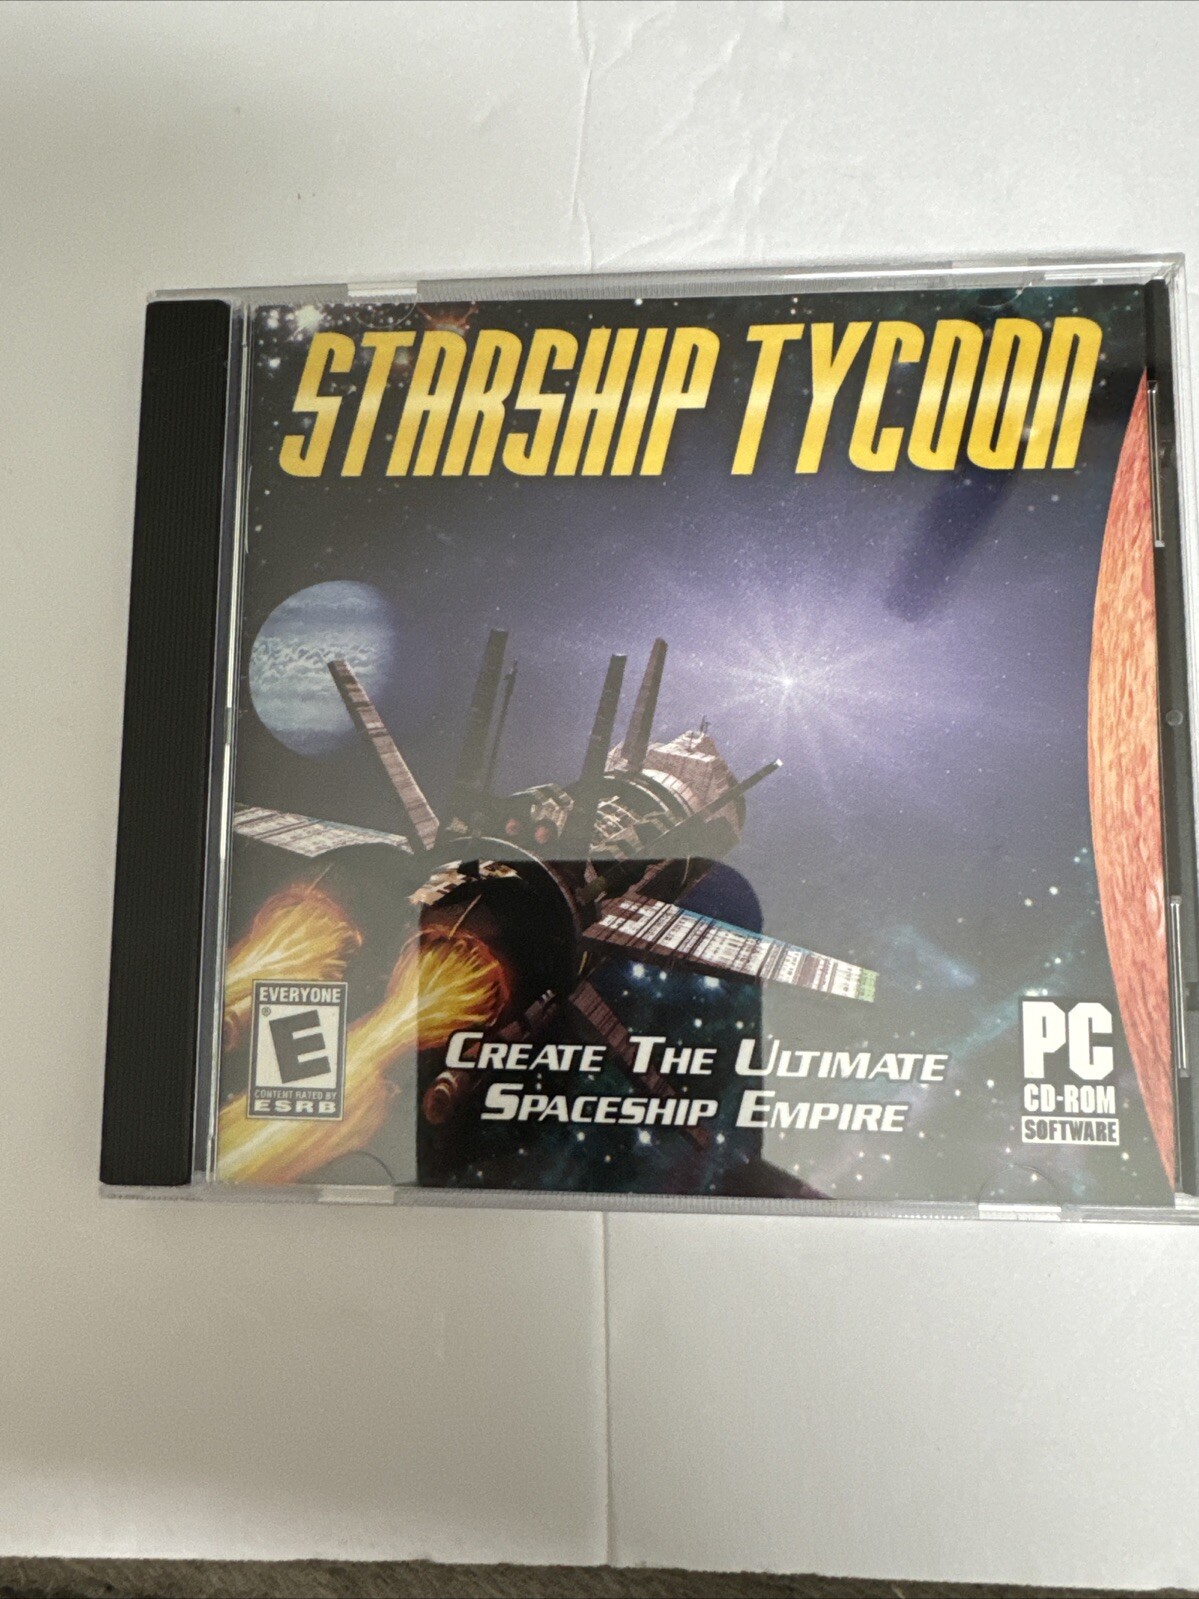 STARSHIP TYCOON
EVERYONE
E®
CONTENT RATED BY
ESRB
CREATE THE ULTIMATE
SPACESHIP EMPIRE
PC
CD-ROM
SOFTWARE